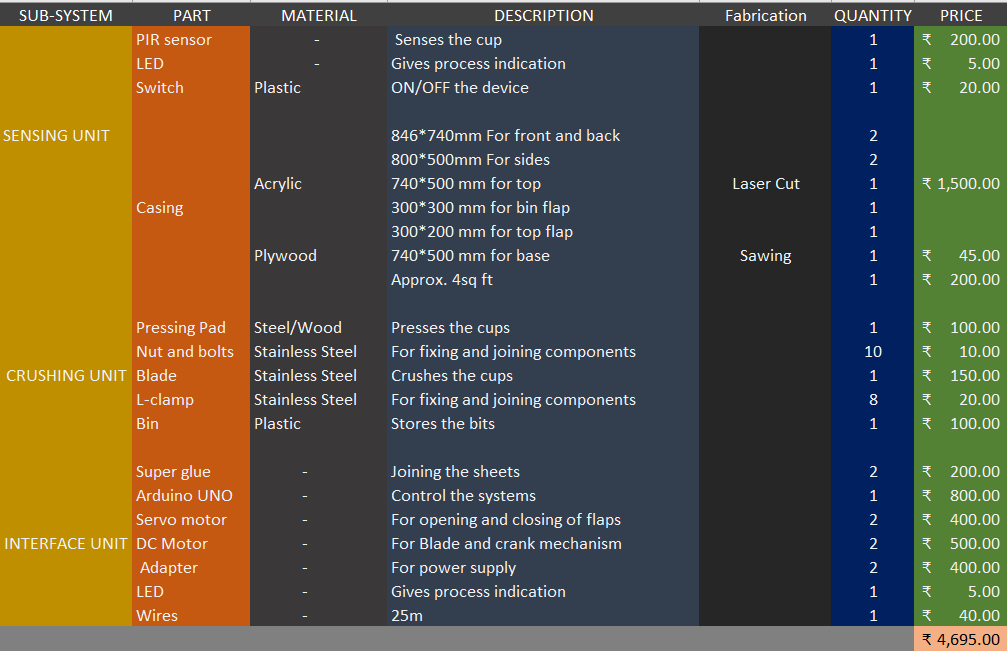 SUB-SYSTEM PART MATERIAL DESCRIPTION Fabrication QUANTITY PRICE
PIR sensor - Senses the cup 1 ₹ 200.00
LED - Gives process indication 1 ₹ 5.00
Switch Plastic ON/OFF the device 1 ₹ 20.00
SENSING UNIT 846*740mm For front and back 2
800*500mm For sides 2
Acrylic 740*500 mm for top Laser Cut 1 ₹ 1,500.00
Casing 300*300 mm for bin flap 1
300*200 mm for top flap 1
Plywood 740*500 mm for base Sawing 1 ₹ 45.00
Approx. 4sq ft 1 ₹ 200.00
Pressing Pad Steel/Wood Presses the cups 1 ₹ 100.00
Nut and bolts Stainless Steel For fixing and joining components 10 ₹ 10.00
CRUSHING UNIT Blade Stainless Steel Crushes the cups 1 ₹ 150.00
L-clamp Stainless Steel For fixing and joining components 8 ₹ 20.00
Bin Plastic Stores the bits 1 ₹ 100.00
Super glue - Joining the sheets 2 ₹ 200.00
Arduino UNO - Control the systems 1 ₹ 800.00
Servo motor - For opening and closing of flaps 2 ₹ 400.00
INTERFACE UNIT DC Motor - For Blade and crank mechanism 2 ₹ 500.00
Adapter - For power supply 2 ₹ 400.00
LED - Gives process indication 1 ₹ 5.00
Wires - 25m 1 ₹ 40.00
₹ 4,695.00